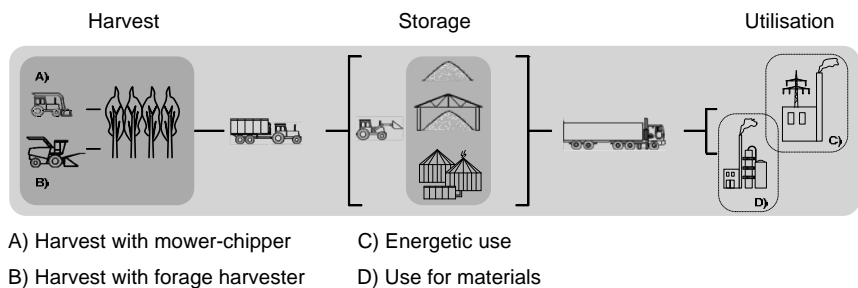 Harvest Storage Utilisation
A)
B)
C)
D)
A) Harvest with mower-chipper C) Energetic use
B) Harvest with forage harvester D) Use for materials